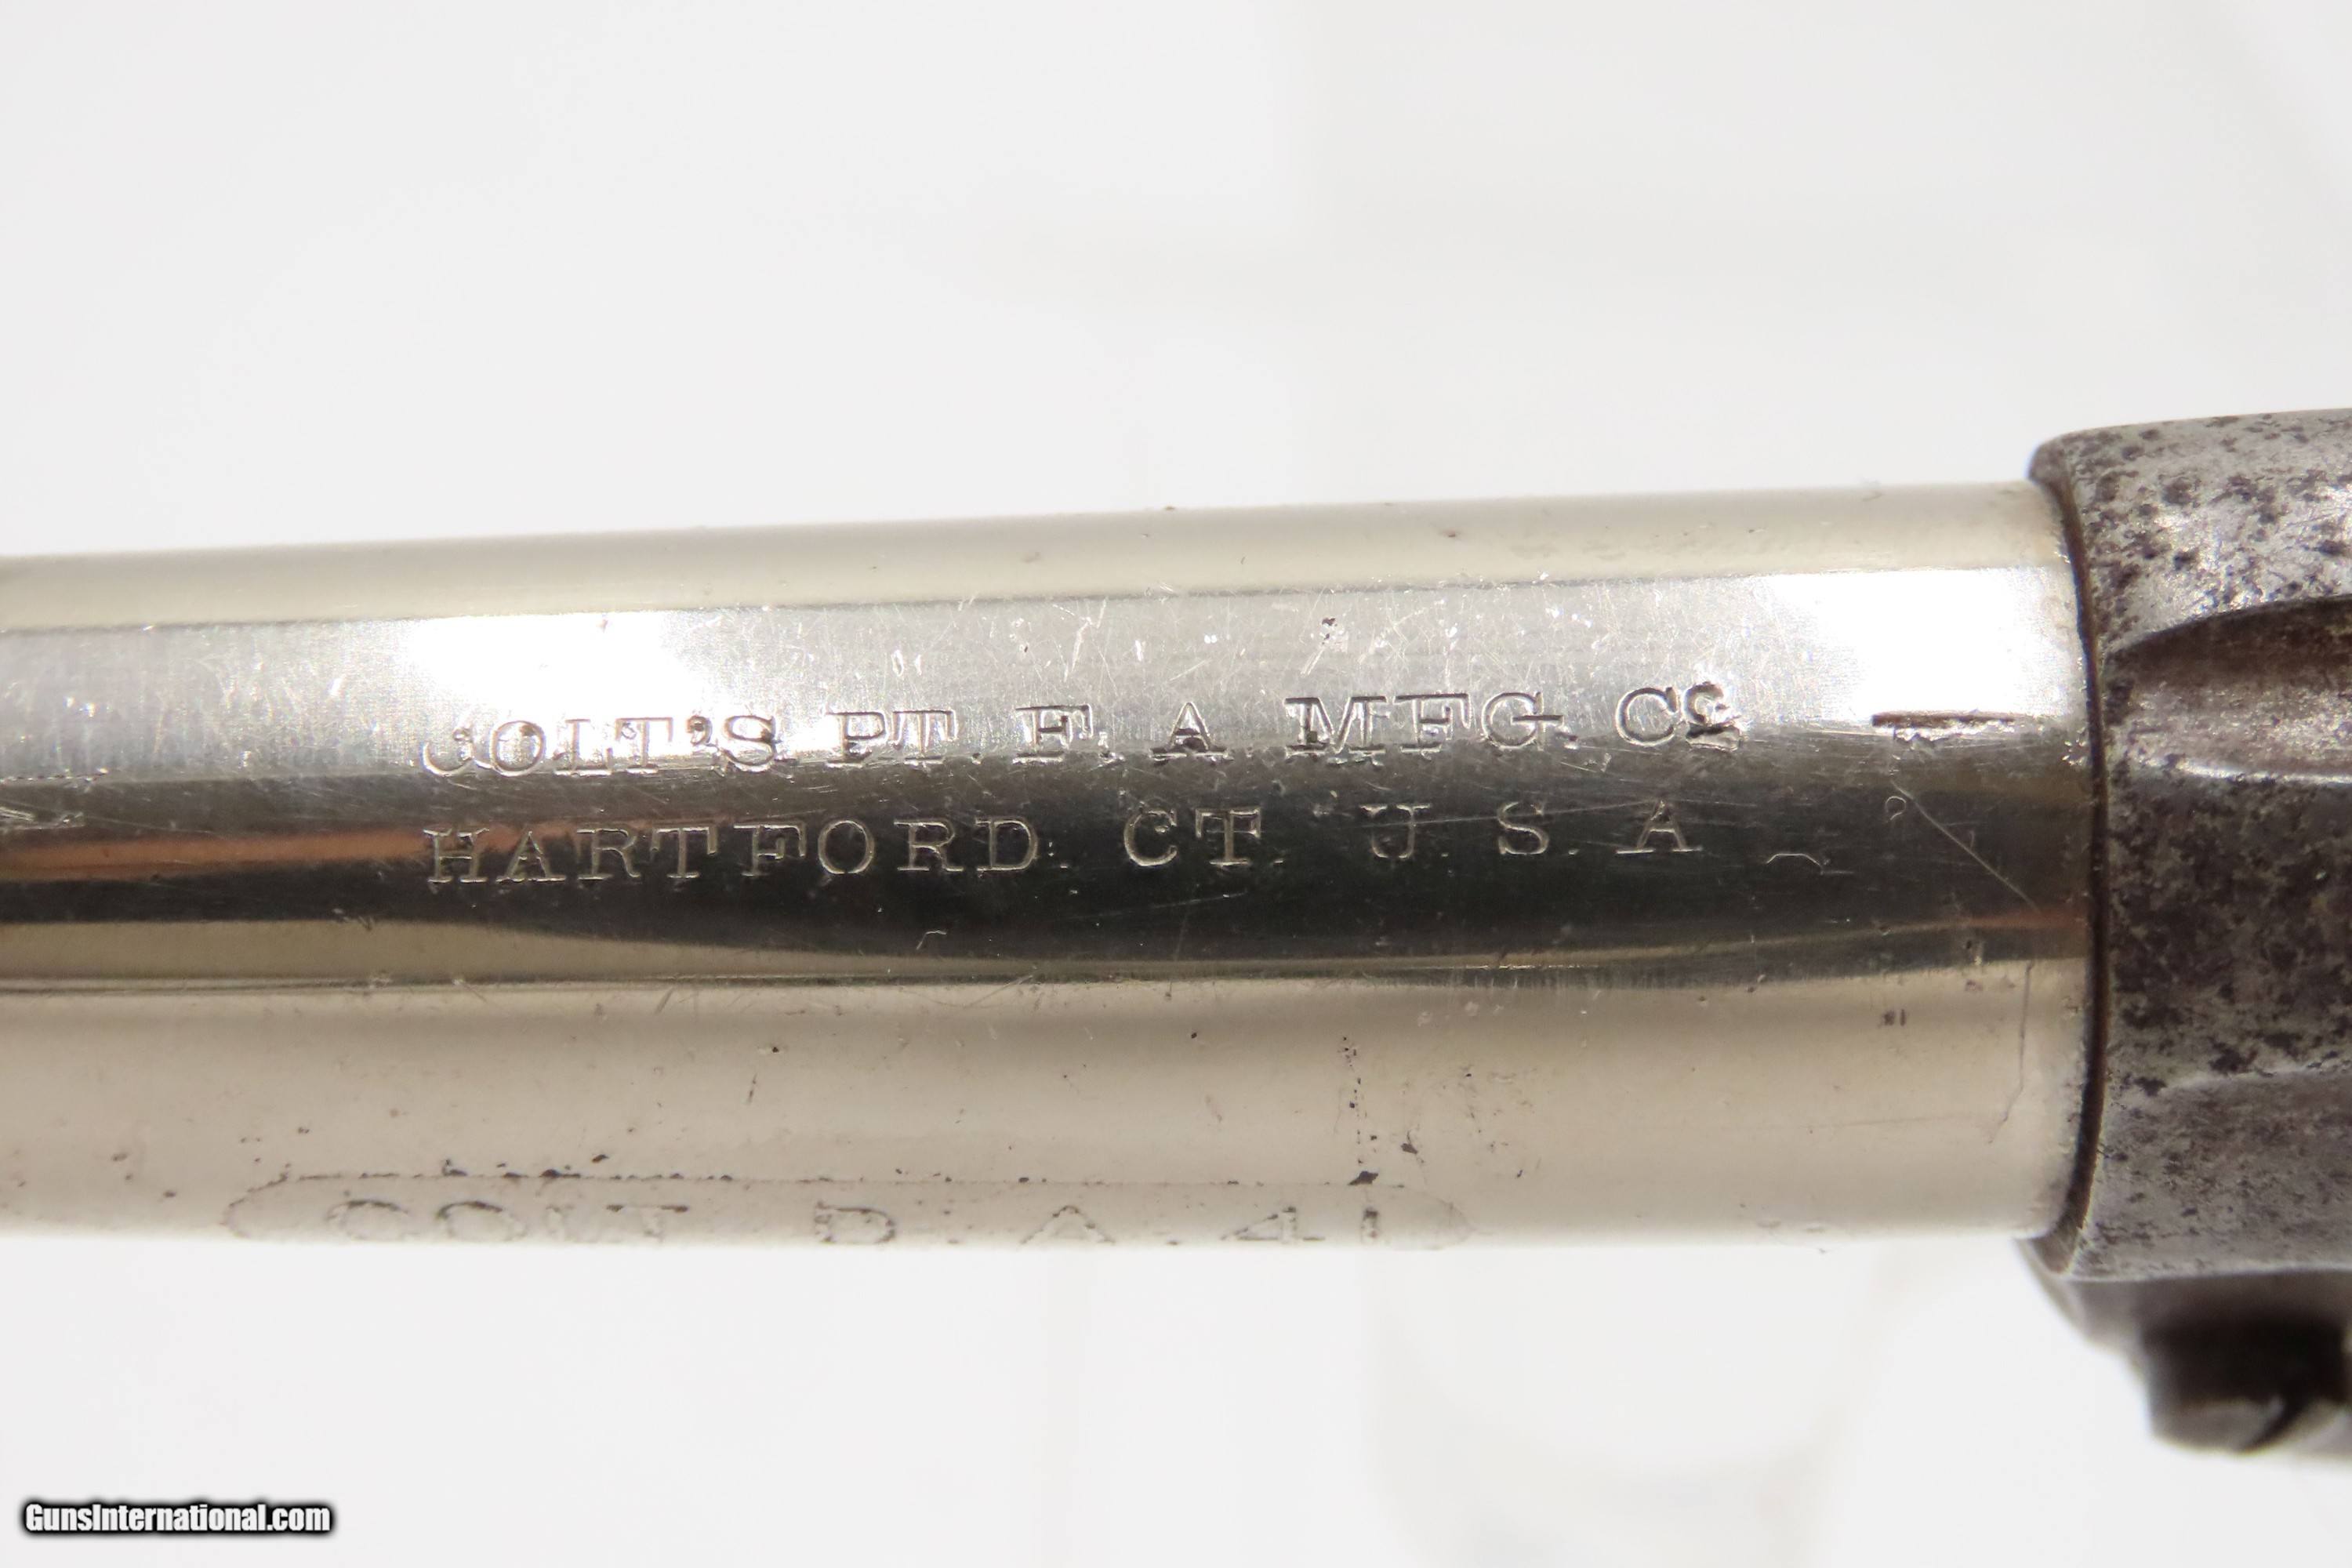 COLT'S PT. F. A. MFG. Co
HARTFORD. CT. U. S. A.
COLT D. A. 41
GunsInternational.com